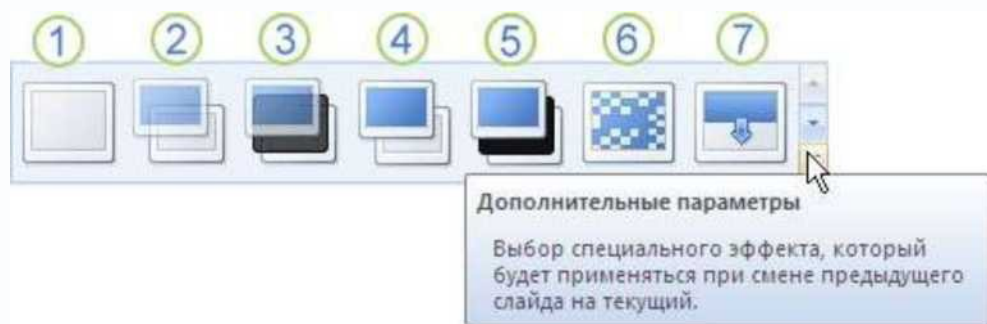 1 2 3 4 5 6 7
Дополнительные параметры
Выбор специального эффекта, который
будет применяться при смене предыдущего
слайда на текущий.